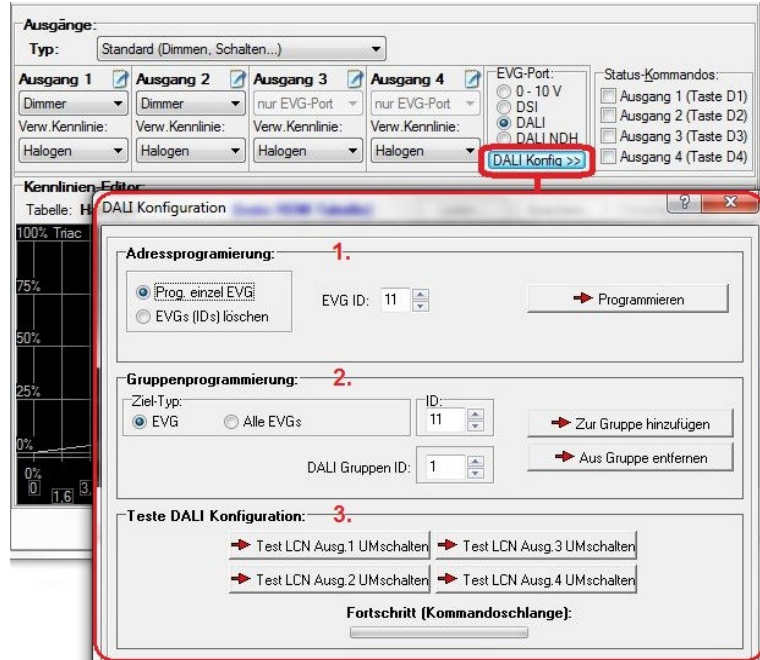 Ausgänge:
Typ: Standard (Dimmen, Schalten...)
Ausgang 1 Ausgang 2 Ausgang 3 Ausgang 4
Dimmer Dimmer nur EVG-Port nur EVG-Port
Verw.Kennlinie: Verw.Kennlinie: Verw.Kennlinie: Verw.Kennlinie:
Halogen Halogen Halogen Halogen
EVG-Port:
0 - 10 V
DSI
DALI
DALI NDH
DALI Konfig >>
Status-Kommandos:
Ausgang 1 (Taste D1)
Ausgang 2 (Taste D2)
Ausgang 3 (Taste D3)
Ausgang 4 (Taste D4)
Kennlinien-Editor:
Tabelle: H
100% Triac
75%
50%
25%
0%
0%
0 1,6 3,
DALI Konfiguration
Adressprogramierung: 1.
Prog. einzel EVG
EVGs (IDs) löschen
EVG ID: 11
Programmieren
Gruppenprogrammierung: 2.
Ziel-Typ:
EVG Alle EVGs
ID:
11
Zur Gruppe hinzufügen
DALI Gruppen ID: 1
Aus Gruppe entfernen
Teste DALI Konfiguration: 3.
Test LCN Ausg.1 UMschalten Test LCN Ausg.3 UMschalten
Test LCN Ausg.2 UMschalten Test LCN Ausg.4 UMschalten
Fortschritt (Kommandoschlange):